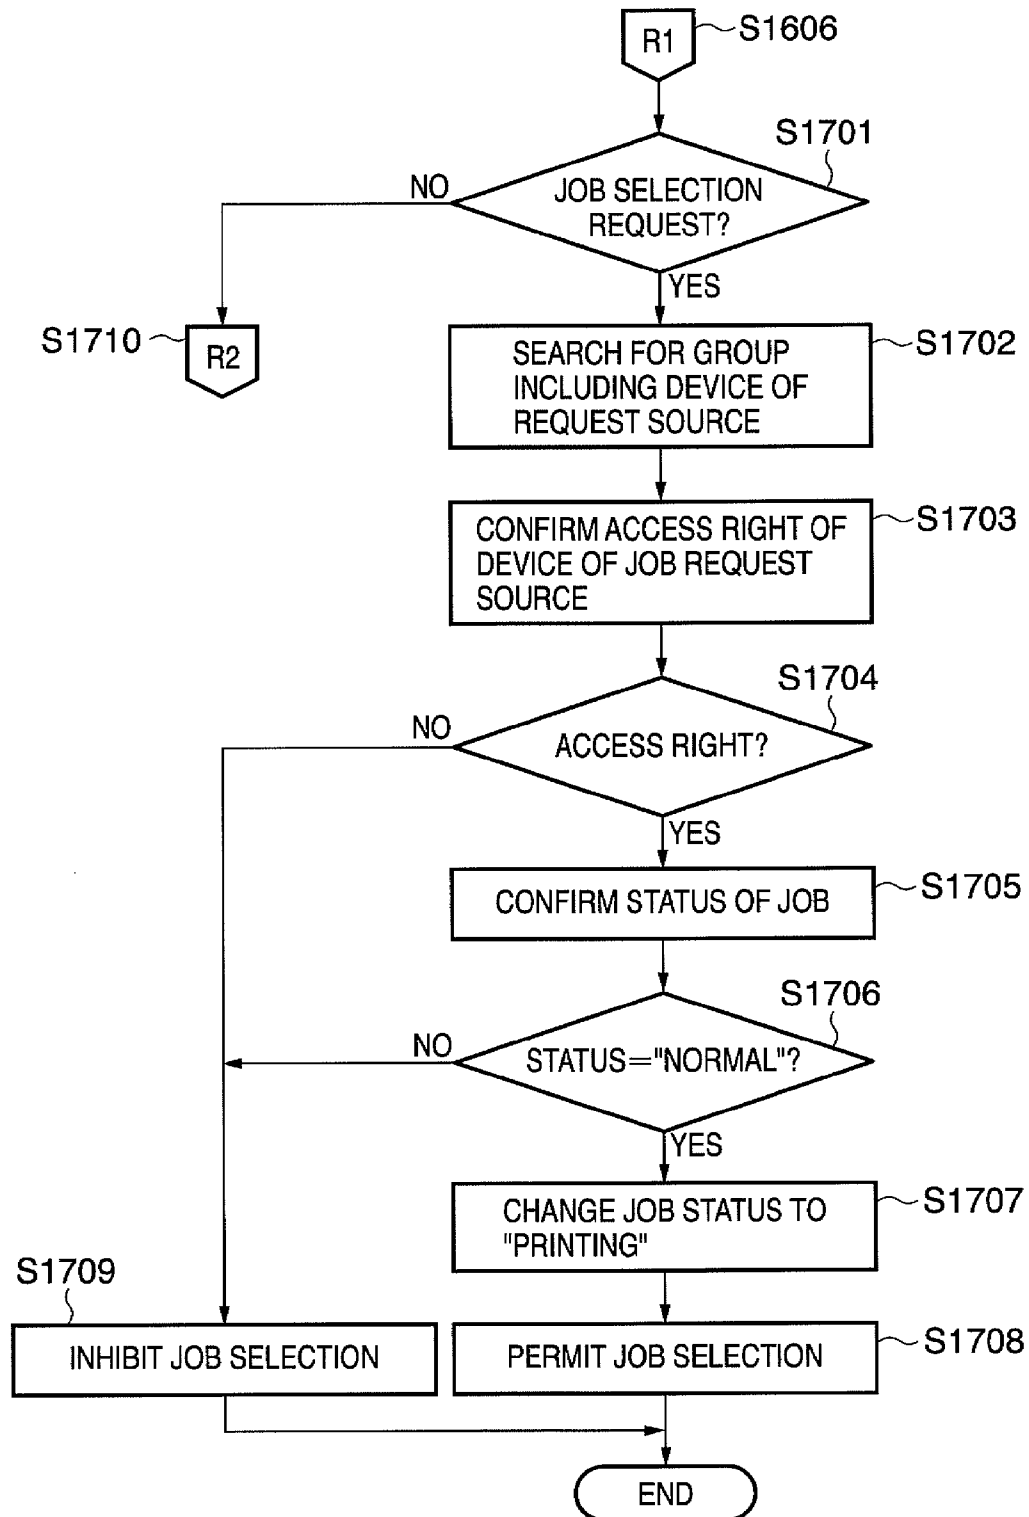 R1
S1606
S1701
JOB SELECTION
REQUEST?
NO
YES
S1710
R2
S1702
SEARCH FOR GROUP
INCLUDING DEVICE OF
REQUEST SOURCE
S1703
CONFIRM ACCESS RIGHT OF
DEVICE OF JOB REQUEST
SOURCE
S1704
NO
ACCESS RIGHT?
YES
S1705
CONFIRM STATUS OF JOB
S1706
NO
STATUS="NORMAL"?
YES
S1707
CHANGE JOB STATUS TO
"PRINTING"
S1709
INHIBIT JOB SELECTION
PERMIT JOB SELECTION
S1708
END